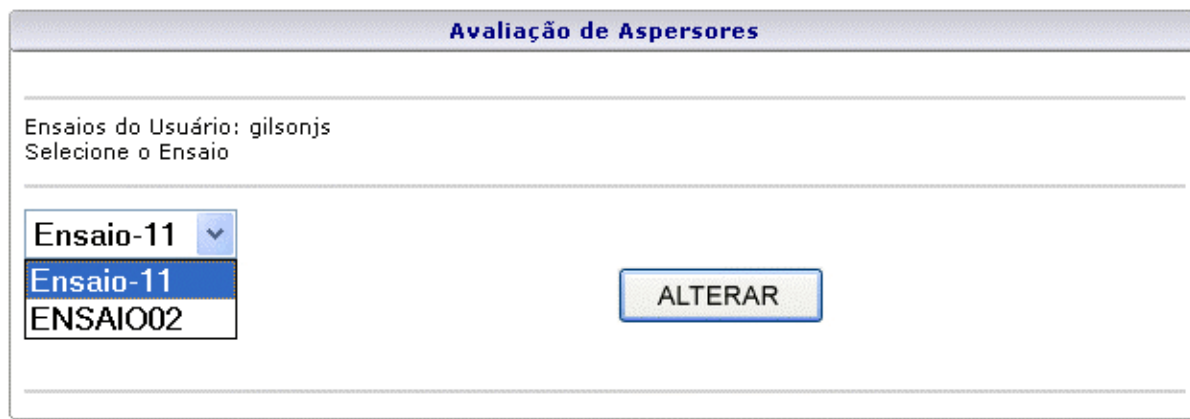 Avaliação de Aspersores
Ensaios do Usuário: gilsonjs
Selecione o Ensaio
Ensaio-11
Ensaio-11
ENSAIO02
ALTERAR